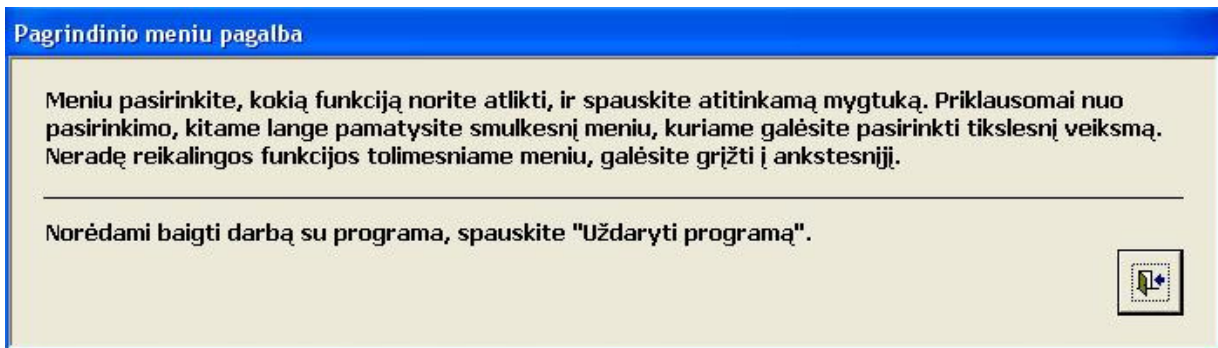 Pagrindinio meniu pagalba
Meniu pasirinkite, kokią funkciją norite atlikti, ir spauskite atitinkamą mygtuką. Priklausomai nuo
pasirinkimo, kitame lange pamatysite smulkesnį meniu, kuriame galėsite pasirinkti tikslesnį veiksmą.
Neradę reikalingos funkcijos tolimesniame meniu, galėsite grįžti į ankstesnįjį.
Norėdami baigti darbą su programa, spauskite "Uždaryti programą".